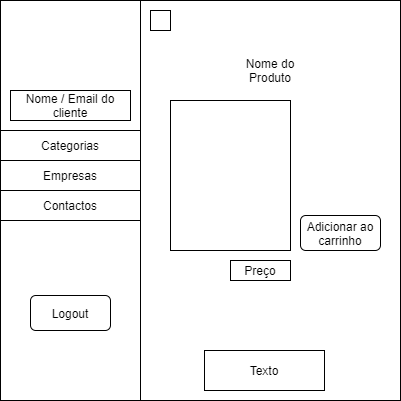 Nome do
Produto
Nome / Email do
cliente
Categorias
Empresas
Contactos
Adicionar ao
carrinho
Preço
Logout
Texto